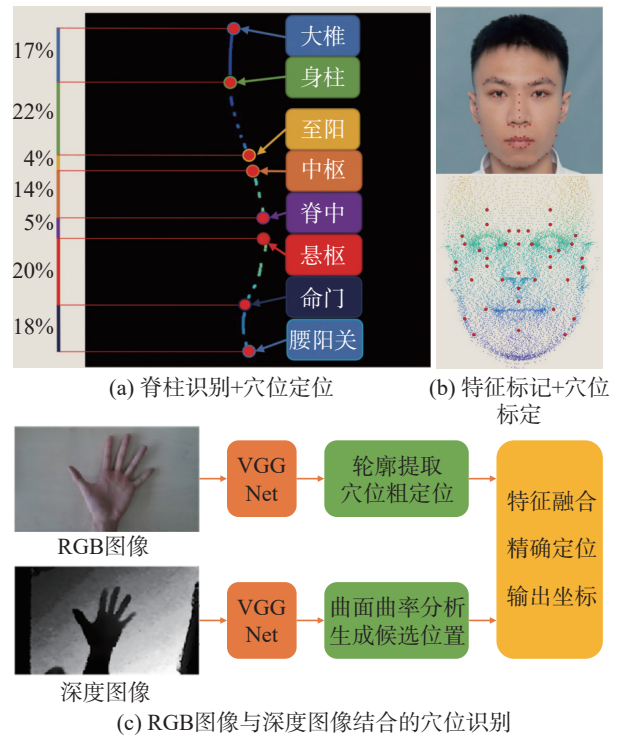 17%
22%
4%
14%
5%
20%
18%
大椎
身柱
至阳
中枢
脊中
悬枢
命门
腰阳关
(a) 脊柱识别+穴位定位
(b) 特征标记+穴位
标定
RGB图像
VGG
Net
轮廓提取
穴位粗定位
深度图像
VGG
Net
曲面曲率分析
生成候选位置
特征融合
精确定位
输出坐标
(c) RGB图像与深度图像结合的穴位识别